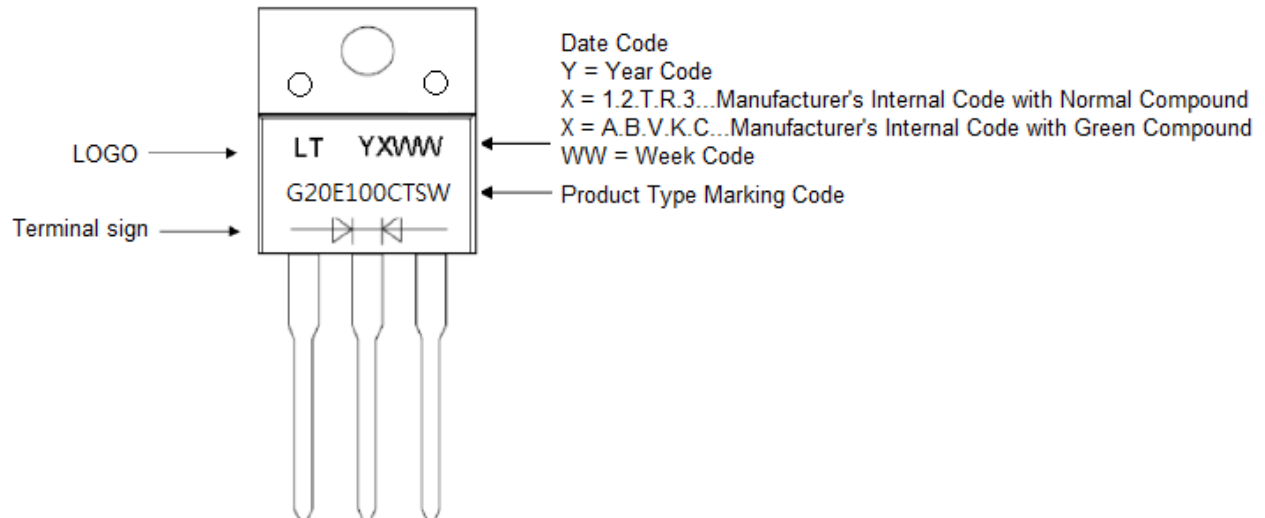 Date Code
Y = Year Code
X = 1.2.T.R.3...Manufacturer's Internal Code with Normal Compound
X = A.B.V.K.C...Manufacturer's Internal Code with Green Compound
WW = Week Code
LOGO
LT YXWW
G20E100CTSW
Product Type Marking Code
Terminal sign